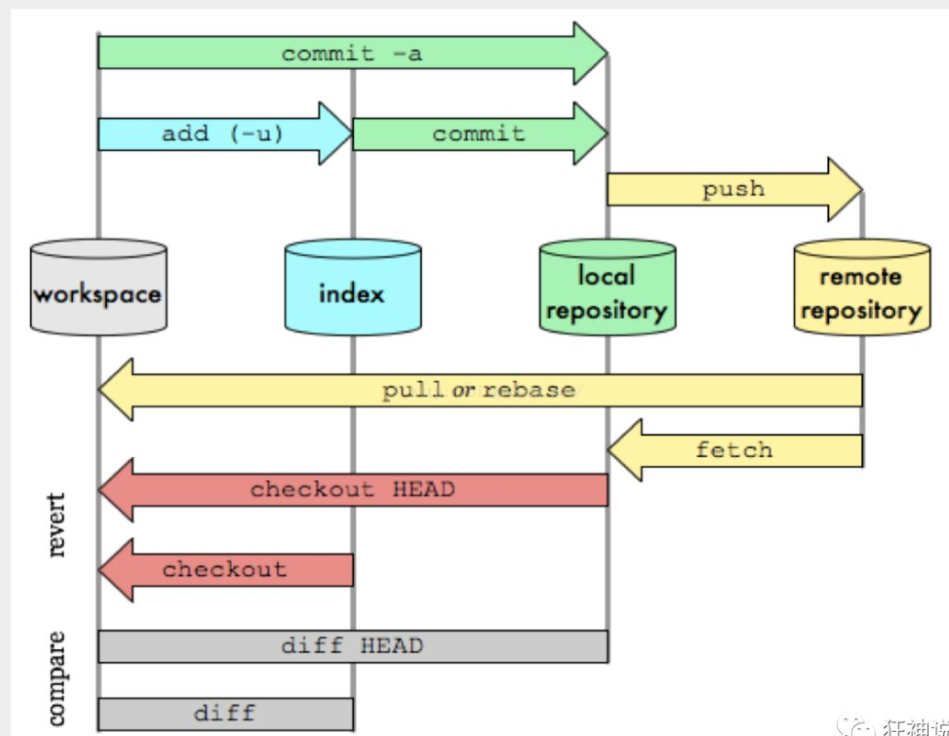 commit -a
add (-u)
commit
push
workspace
index
local
repository
remote
repository
pull or rebase
fetch
checkout HEAD
revert
checkout
diff HEAD
compare
diff
狂神说